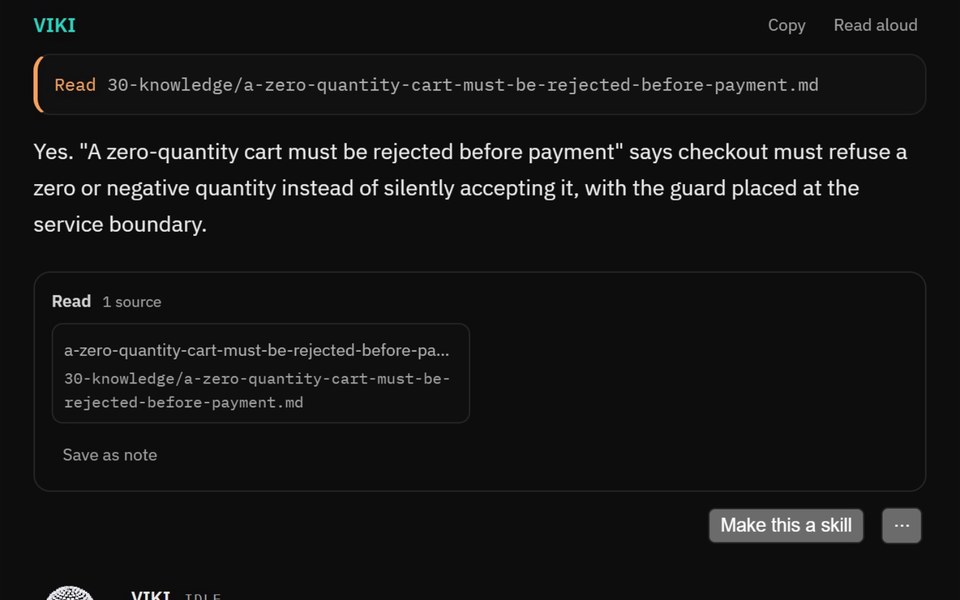 VIKI
Copy Read aloud
Read 30-knowledge/a-zero-quantity-cart-must-be-rejected-before-payment.md
Yes. "A zero-quantity cart must be rejected before payment" says checkout must refuse a
zero or negative quantity instead of silently accepting it, with the guard placed at the
service boundary.
Read 1 source
a-zero-quantity-cart-must-be-rejected-before-pa...
30-knowledge/a-zero-quantity-cart-must-be-
rejected-before-payment.md
Save as note
Make this a skill ...
VIKI IDLE